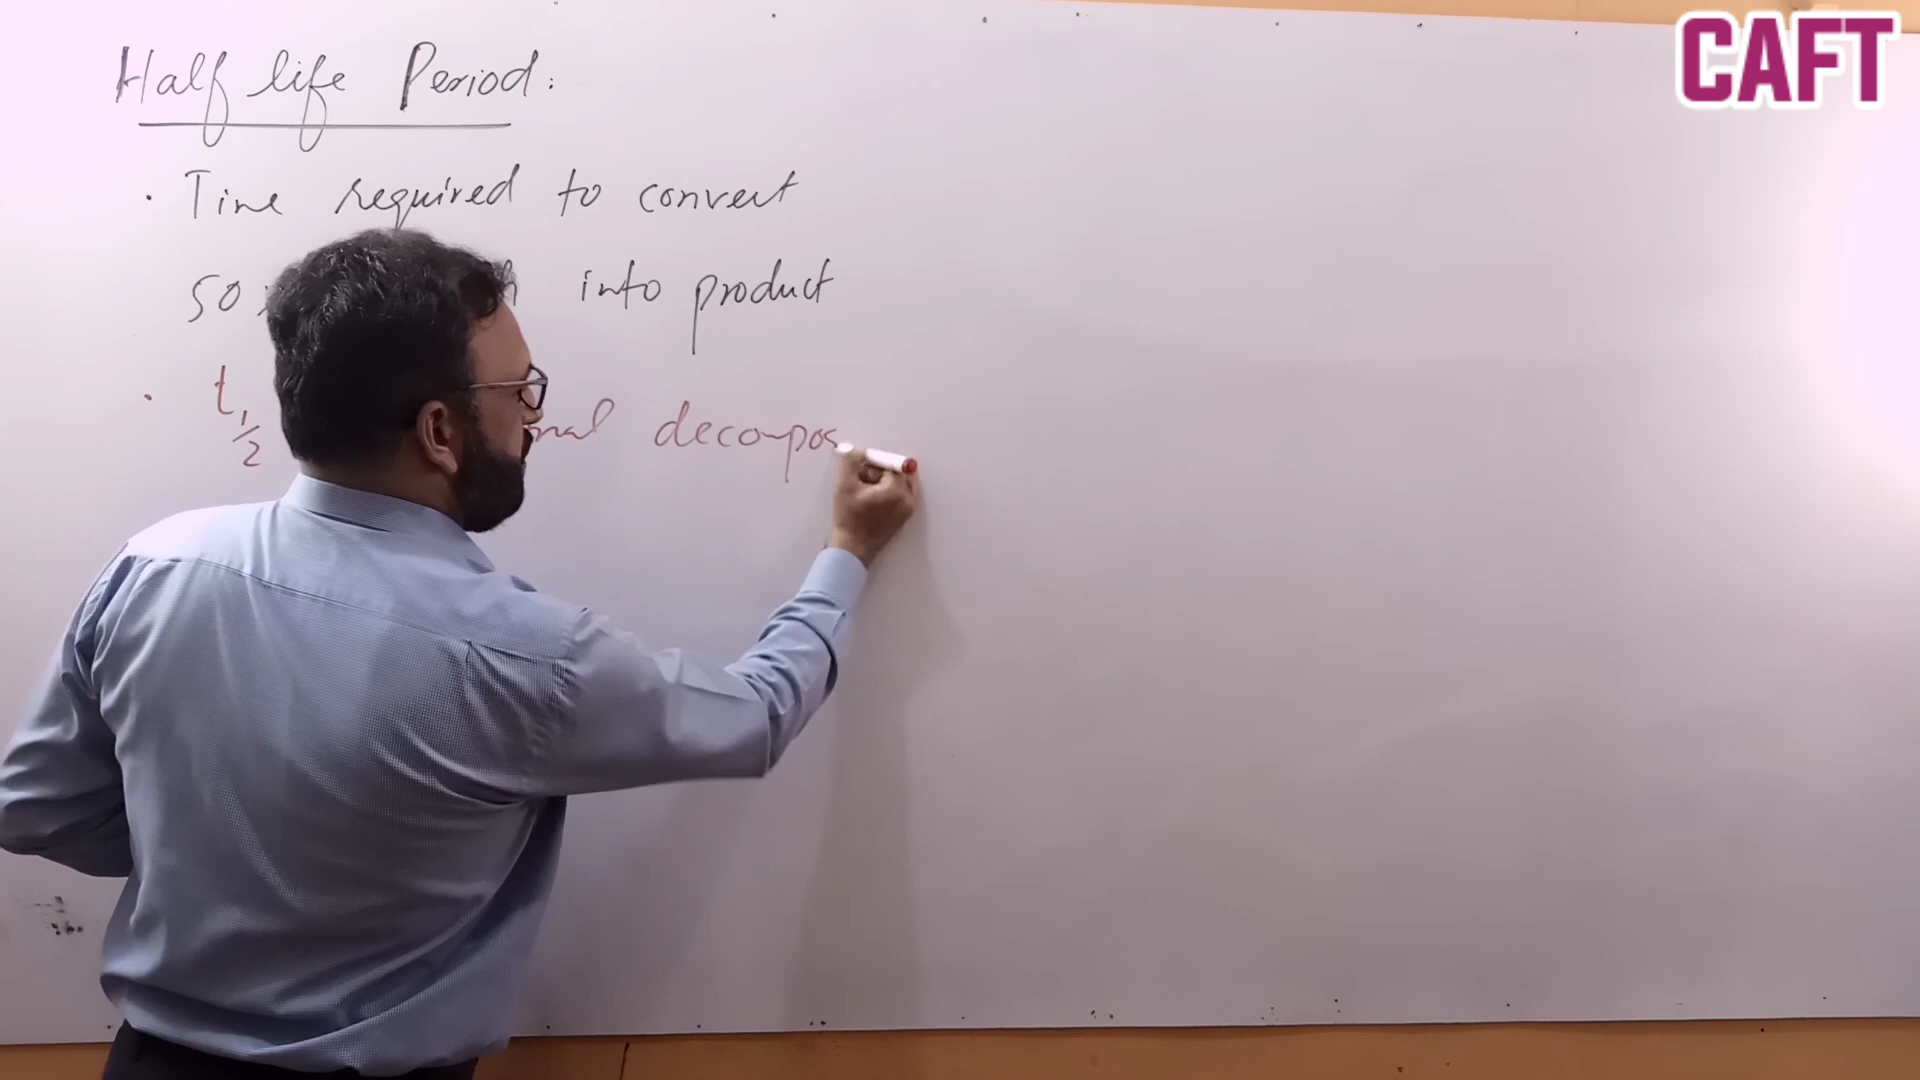 CAFT
Half life Period:
· Time required to convert
50 into product
· t1/2 decompos